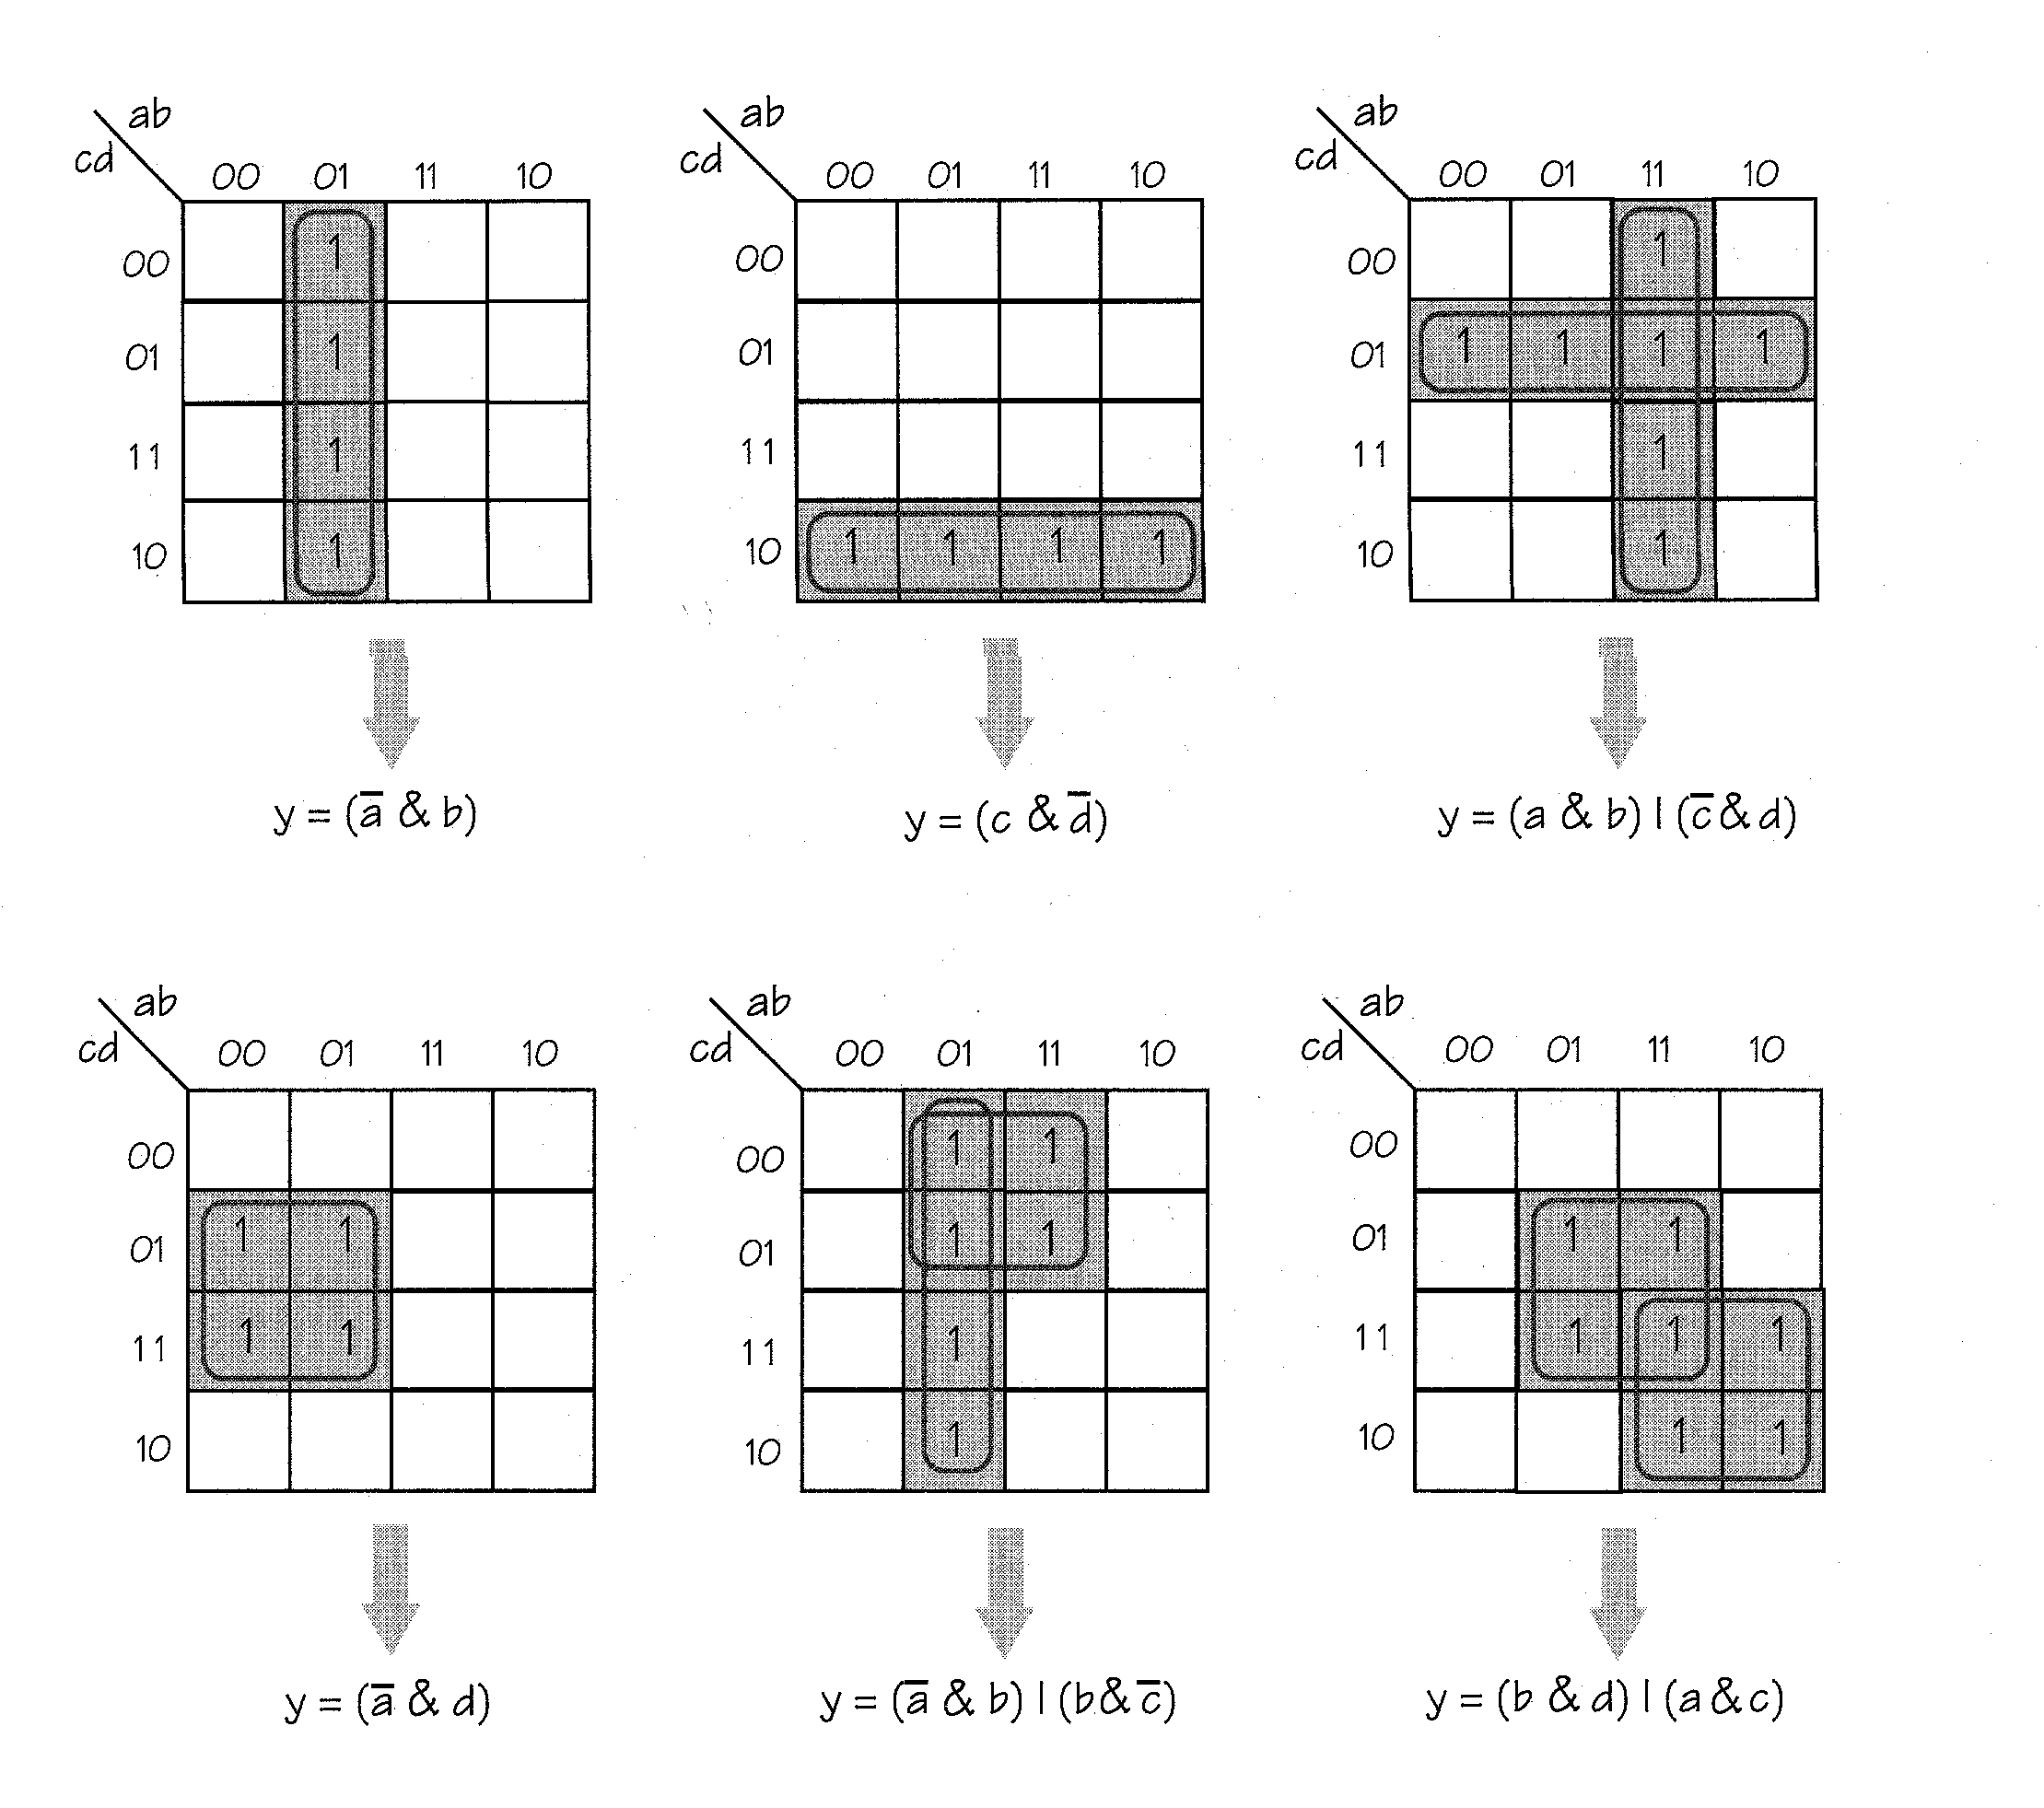 ab ab ab
cd cd cd
00 01 11 10 00 01 11 10 00 01 11 10
00 1 00 00 1
01 1 01 01 1 1 1 1
11 1 11 11 1
10 1 10 1 1 1 1 10 1
y = (a̅ & b) y = (c & d̅) y = (a & b) | (c̅ & d)
ab ab ab
cd cd cd
00 01 11 10 00 01 11 10 00 01 11 10
00 00 1 1 00
01 1 1 01 1 1 01 1 1
11 1 1 11 1 11 1 1 1
10 10 1 10 1 1
y = (a̅ & d) y = (a̅ & b) | (b & c̅) y = (b & d) | (a & c)